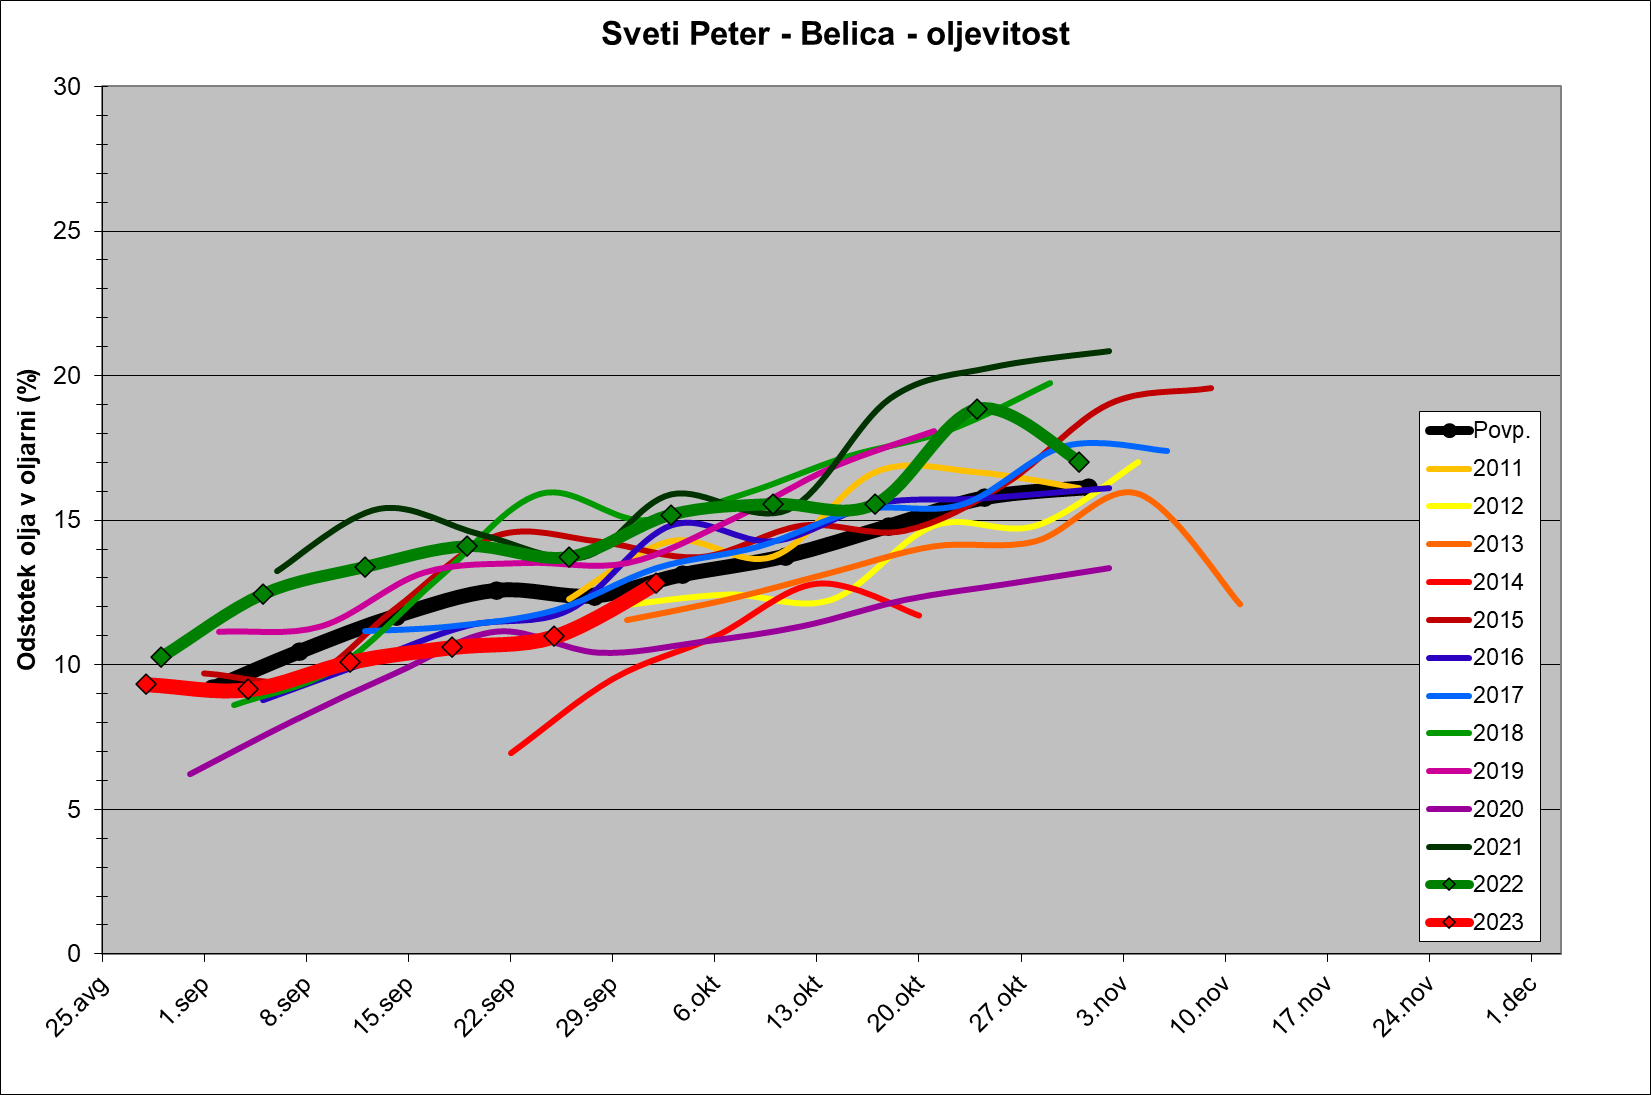 Sveti Peter - Belica - oljevitost
Odstotek olja v oljarni (%)
30
25
20
15
10
5
0
25.avg
1.sep
8.sep
15.sep
22.sep
29.sep
6.okt
13.okt
20.okt
27.okt
3.nov
10.nov
17.nov
24.nov
1.dec
Povp.
2011
2012
2013
2014
2015
2016
2017
2018
2019
2020
2021
2022
2023